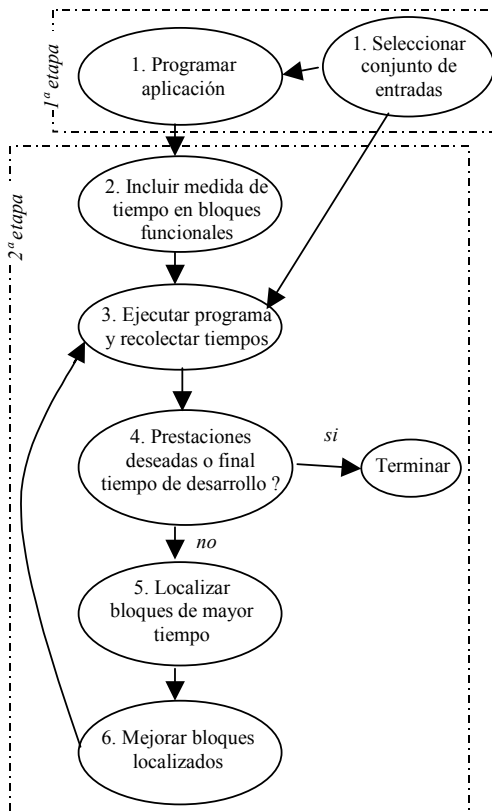 1ª etapa
1. Programar
aplicación
1. Seleccionar
conjunto de
entradas
2ª etapa
2. Incluir medida de
tiempo en bloques
funcionales
3. Ejecutar programa
y recolectar tiempos
4. Prestaciones
deseadas o final
tiempo de desarrollo ?
si
Terminar
no
5. Localizar
bloques de mayor
tiempo
6. Mejorar bloques
localizados